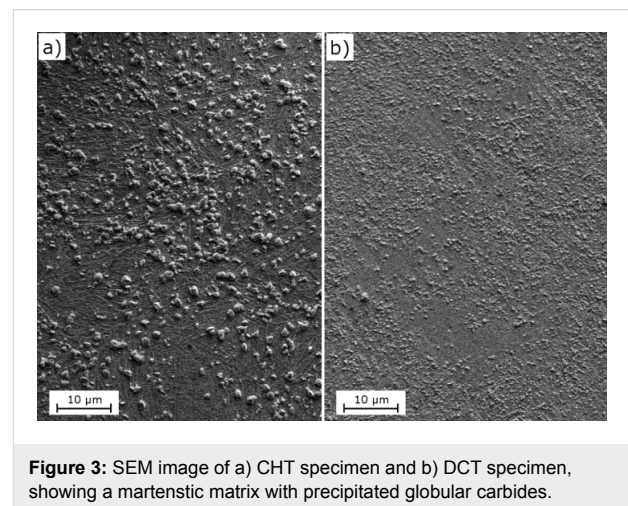 a)
b)
10 µm
10 µm
Figure 3: SEM image of a) CHT specimen and b) DCT specimen,
showing a martenstic matrix with precipitated globular carbides.